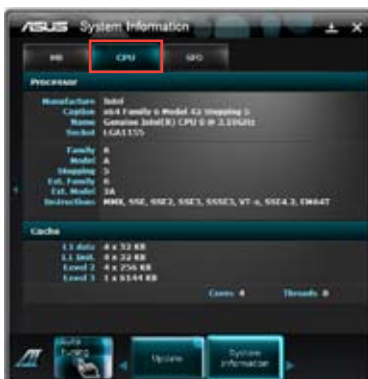 ASUS System Information
MB CPU SPD
Processor
Manufacture Intel
Caption x64 Family 6 Model 42 Stepping 5
Name Genuine Intel(R) CPU 0 @ 3.10GHz
Socket LGA1155
Family 6
Model A
Stepping 5
Ext. Family 6
Ext. Model 2A
Instructions MMX, SSE, SSE2, SSE3, SSSE3, VT-x, SSE4.2, EM64T
Cache
L1 data 4 x 32 KB
L1 Inst. 4 x 32 KB
Level 2 4 x 256 KB
Level 3 1 x 6144 KB
Cores 4 Threads 8
Auto
Tuning
Update
System
Information